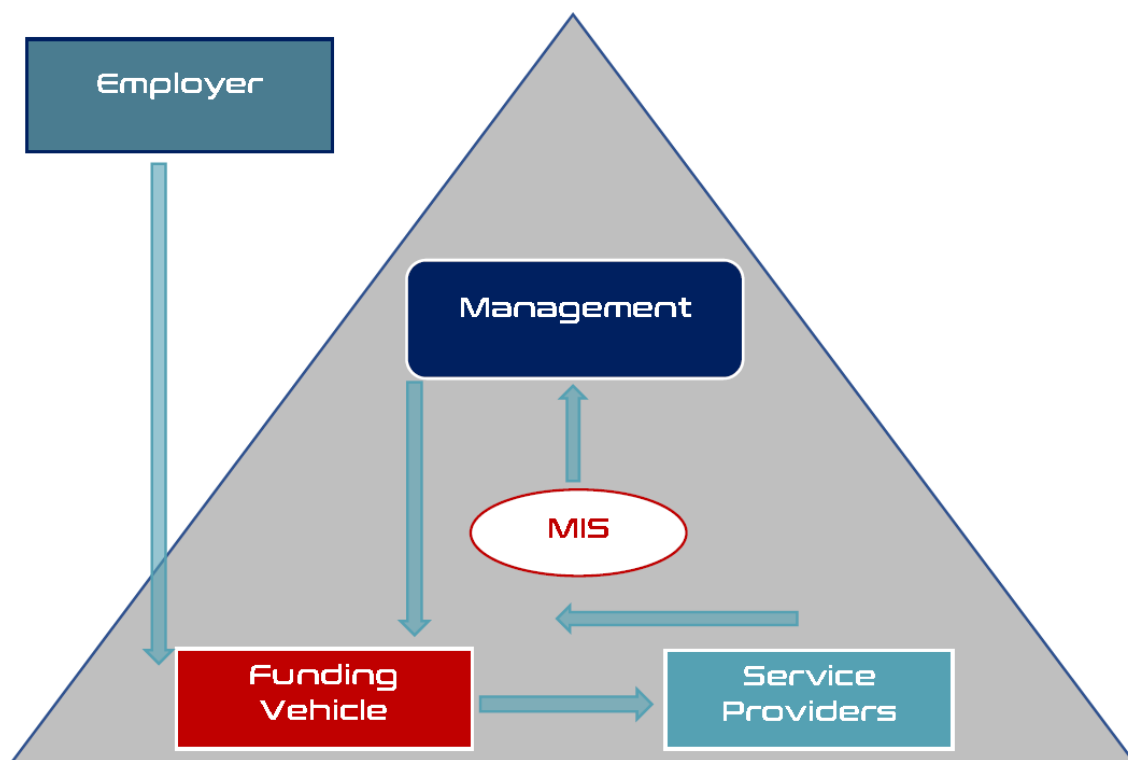 Employer
Management
MIS
Funding
Vehicle
Service
Providers